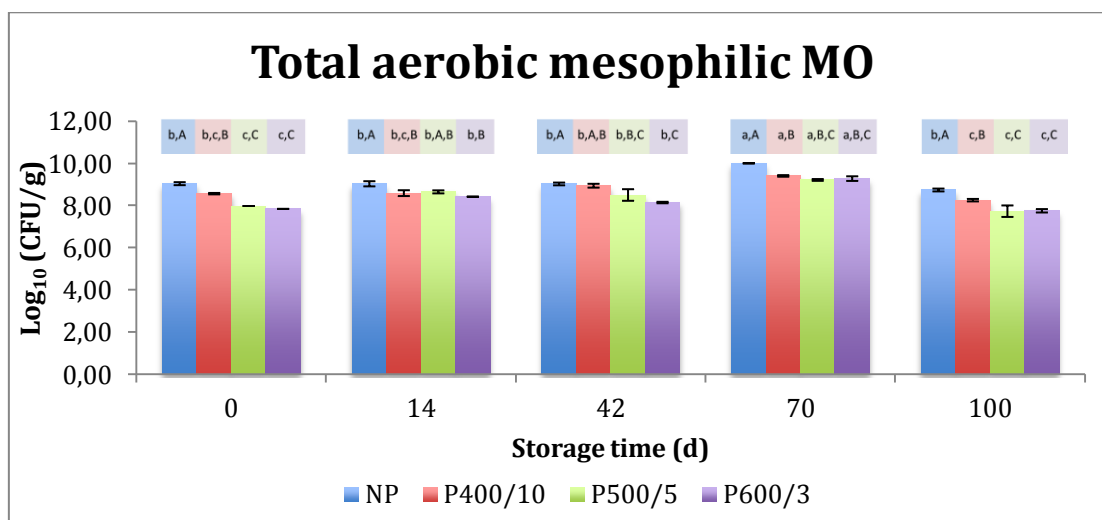 Total aerobic mesophilic MO
Log10 (CFU/g)
12,00
10,00
8,00
6,00
4,00
2,00
0,00
b,A b,c,B c,C c,C
b,A b,c,B b,A,B b,B
b,A b,A,B b,B,C b,C
a,A a,B a,B,C a,B,C
b,A c,B c,C c,C
0 14 42 70 100
Storage time (d)
NP P400/10 P500/5 P600/3